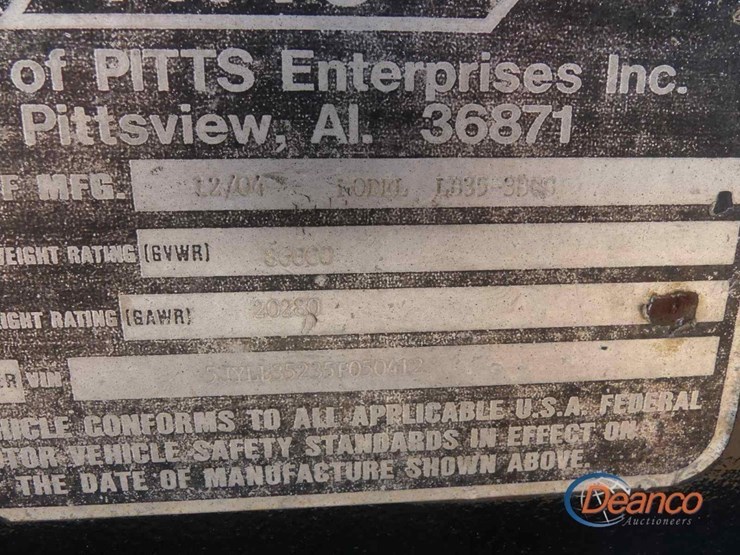 of PITTS Enterprises Inc.
Pittsview, Al. 36871
F MFG. 12/04 MODEL
EIGHT RATING (GVWR)
IGHT RATING (GAWR) 20280
R VIN
HICLE CONFORMS TO ALL APPLICABLE U.S.A. FEDERAL
TOR VEHICLE SAFETY STANDARDS IN EFFECT ON
THE DATE OF MANUFACTURE SHOWN ABOVE.
Deanco
Auctioneers